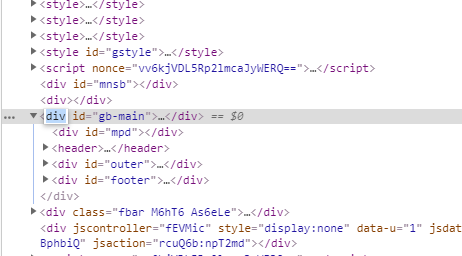 <style>…</style>
<style>…</style>
<style>…</style>
<style id="gstyle">…</style>
<script nonce="vv6kjVDL5Rp2lmcaJyWERQ==">…</script>
<div id="mnsb"></div>
<div></div>
… <div id="gb-main">…</div> == $0
<div id="mpd"></div>
<header>…</header>
<div id="outer">…</div>
<div id="footer">…</div>
</div>
<div class="fbar M6hT6 As6eLe">…</div>
<div jscontroller="fEVMic" style="display:none" data-u="1" jsdat
BphbiQ" jsaction="rcuQ6b:npT2md"></div>